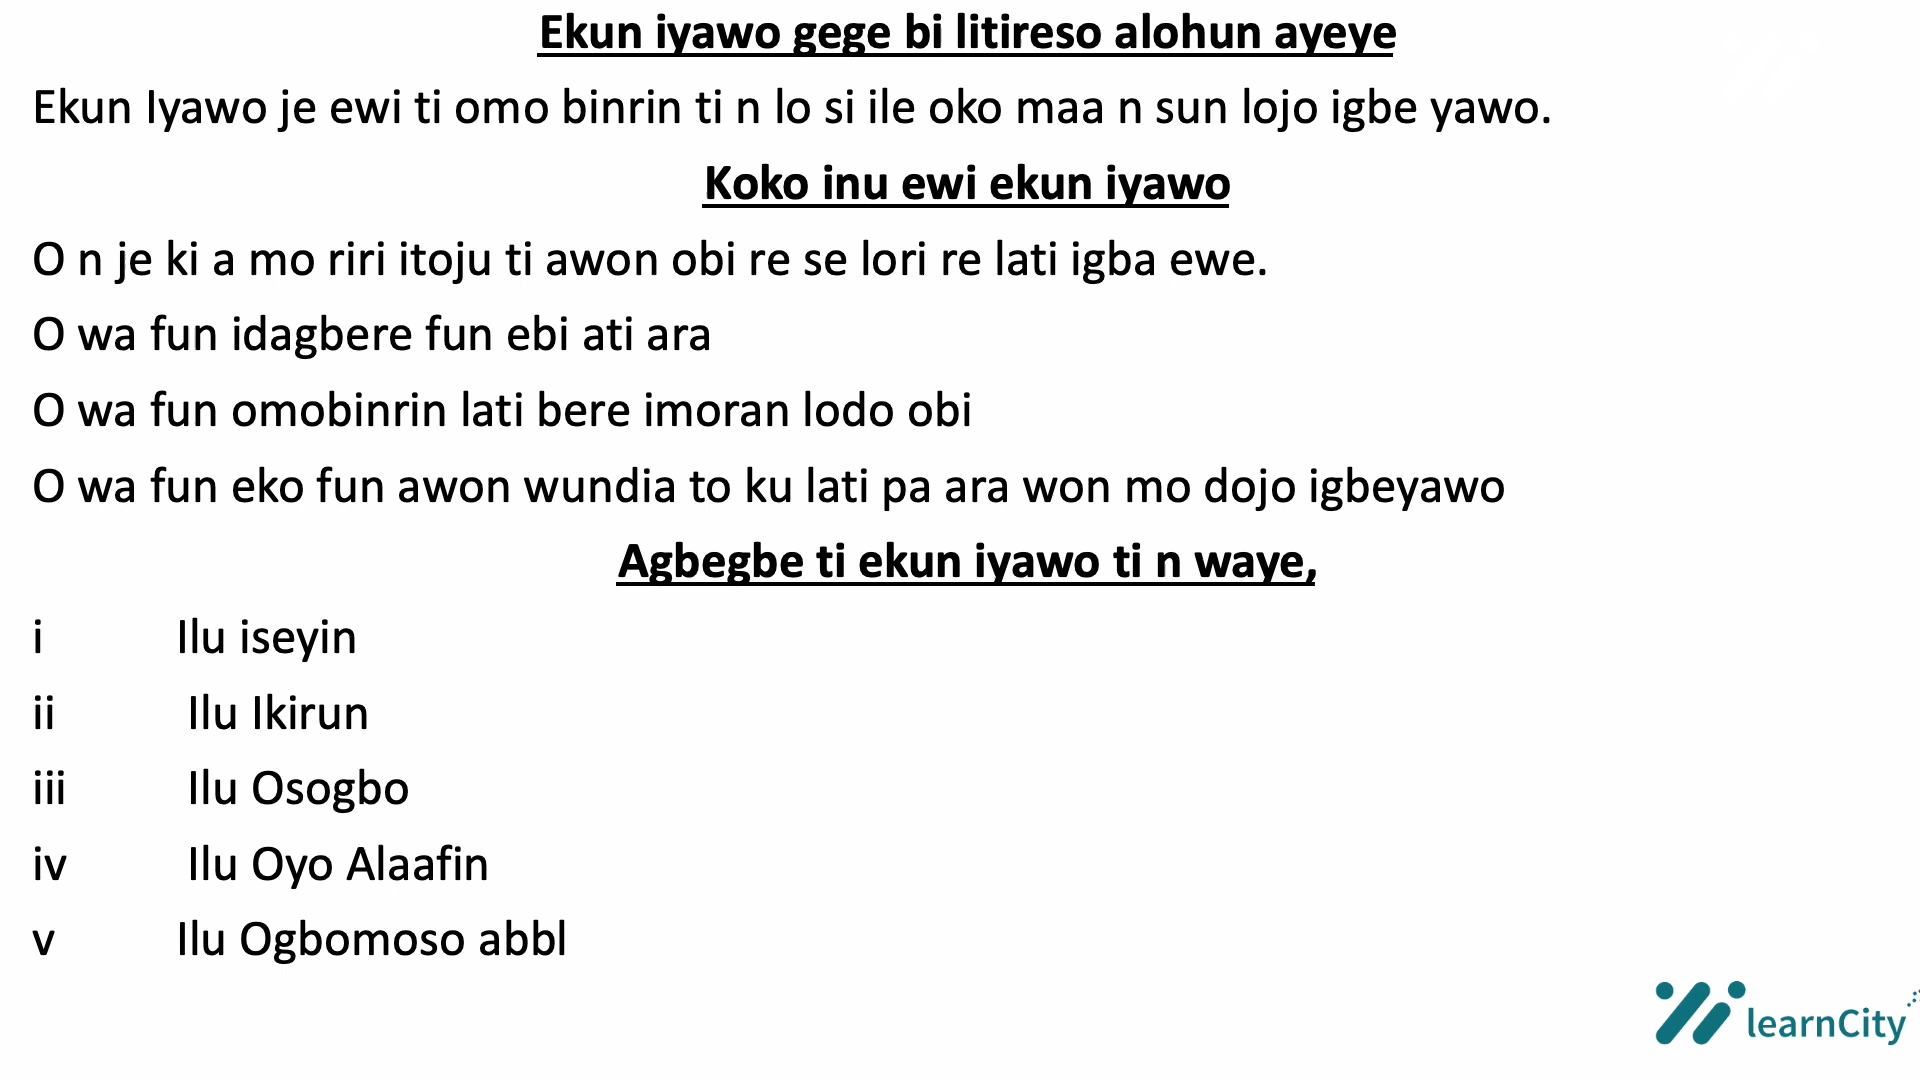 Ekun iyawo gege bi litireso alohun ayeye
Ekun Iyawo je ewi ti omo binrin ti n lo si ile oko maa n sun lojo igbe yawo.
Koko inu ewi ekun iyawo
O n je ki a mo riri itoju ti awon obi re se lori re lati igba ewe.
O wa fun idagbere fun ebi ati ara
O wa fun omobinrin lati bere imoran lodo obi
O wa fun eko fun awon wundia to ku lati pa ara won mo dojo igbeyawo
Agbegbe ti ekun iyawo ti n waye,
i Ilu iseyin
ii Ilu Ikirun
iii Ilu Osogbo
iv Ilu Oyo Alaafin
v Ilu Ogbomoso abbl
learnCity